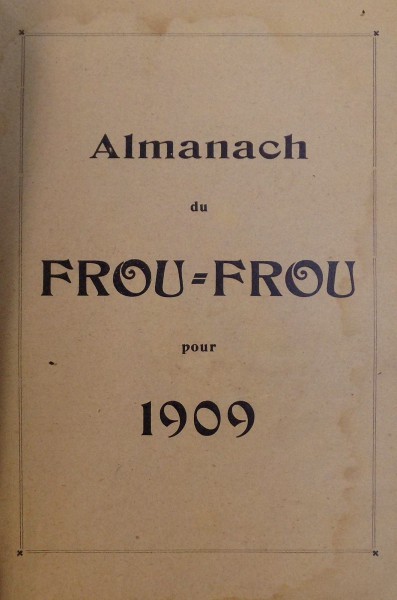 Almanach
du
FROU=FROU
pour
1909